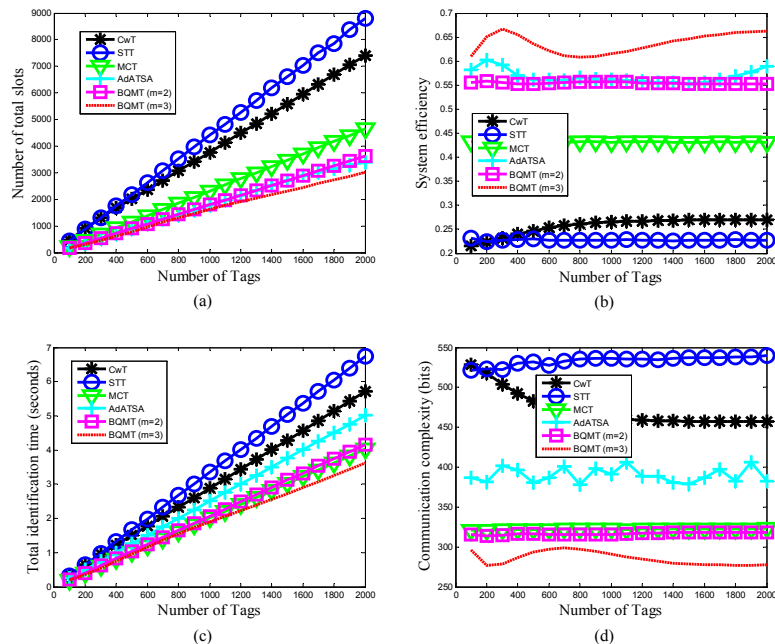 9000
8000
7000
6000
5000
4000
3000
2000
1000
0
0 200 400 600 800 1000 1200 1400 1600 1800 2000
Number of total slots
Number of Tags
CwT
STT
MCT
AdATSA
BQMT (m=2)
BQMT (m=3)
(a)
0.7
0.65
0.6
0.55
0.5
0.45
0.4
0.35
0.3
0.25
0.2
0 200 400 600 800 1000 1200 1400 1600 1800 2000
System efficiency
Number of Tags
CwT
STT
MCT
AdATSA
BQMT (m=2)
BQMT (m=3)
(b)
7
6
5
4
3
2
1
0
0 200 400 600 800 1000 1200 1400 1600 1800 2000
Total identification time (seconds)
Number of Tags
CwT
STT
MCT
AdATSA
BQMT (m=2)
BQMT (m=3)
(c)
550
500
450
400
350
300
250
0 200 400 600 800 1000 1200 1400 1600 1800 2000
Communication complexity (bits)
Number of Tags
CwT
STT
MCT
AdATSA
BQMT (m=2)
BQMT (m=3)
(d)